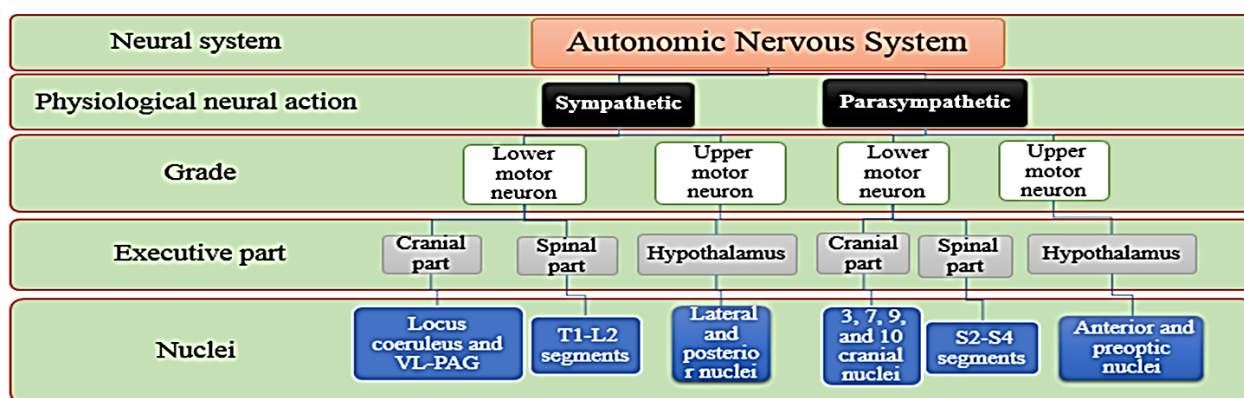 Neural system
Autonomic Nervous System
Physiological neural action
Sympathetic
Parasympathetic
Grade
Lower
motor
neuron
Upper
motor
neuron
Lower
motor
neuron
Upper
motor
neuron
Executive part
Cranial
part
Spinal
part
Hypothalamus
Cranial
part
Spinal
part
Hypothalamus
Nuclei
Locus
coeruleus and
VL-PAG
T1-L2
segments
Lateral
and
posterio
r nuclei
3, 7, 9,
and 10
cranial
nuclei
S2-S4
segments
Anterior and
preoptic
nuclei